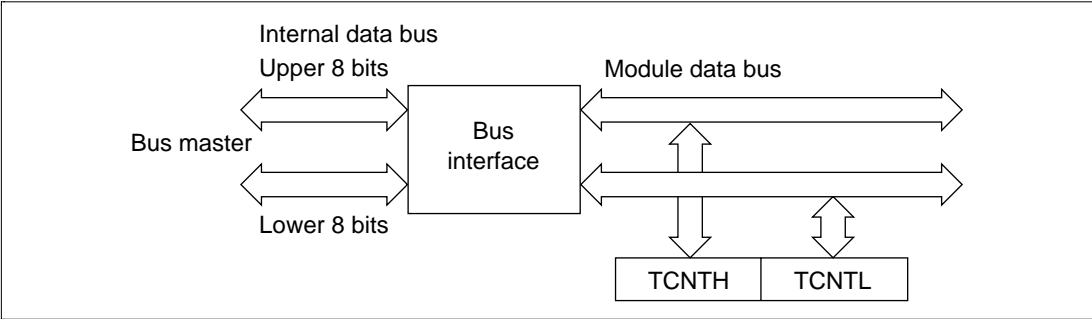 Internal data bus
Upper 8 bits
Module data bus
Bus
interface
Bus master
Lower 8 bits
TCNTH
TCNTL